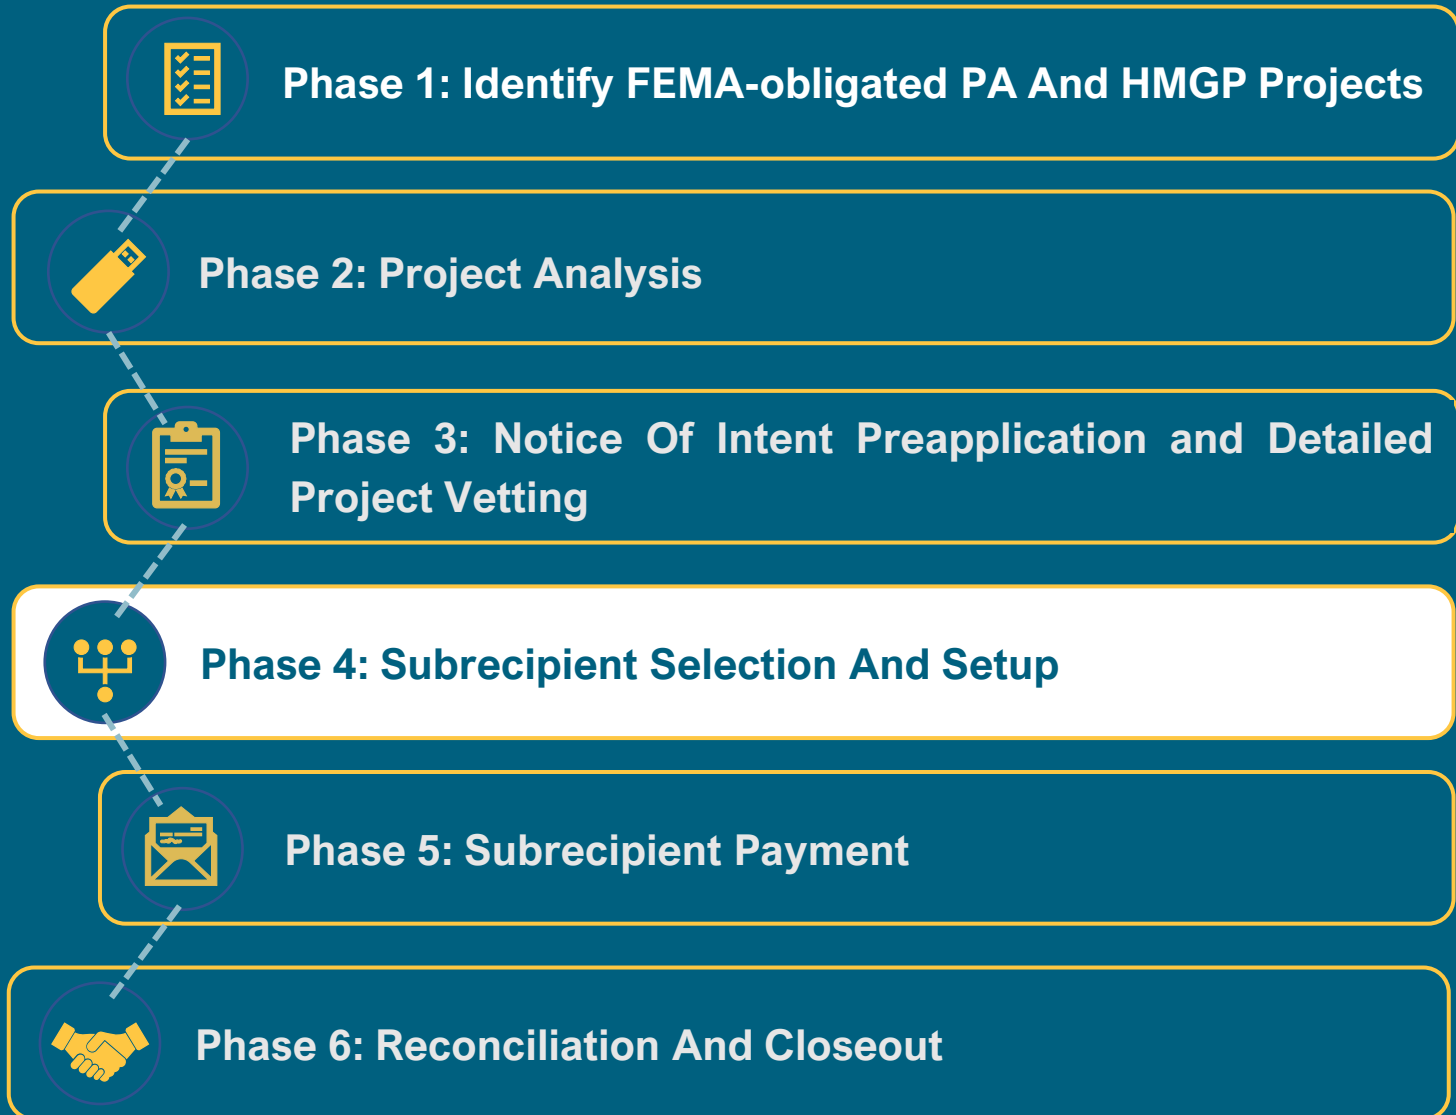 Phase 1: Identify FEMA-obligated PA And HMGP Projects
Phase 2: Project Analysis
Phase 3: Notice Of Intent Preapplication and Detailed
Project Vetting
Phase 4: Subrecipient Selection And Setup
Phase 5: Subrecipient Payment
Phase 6: Reconciliation And Closeout